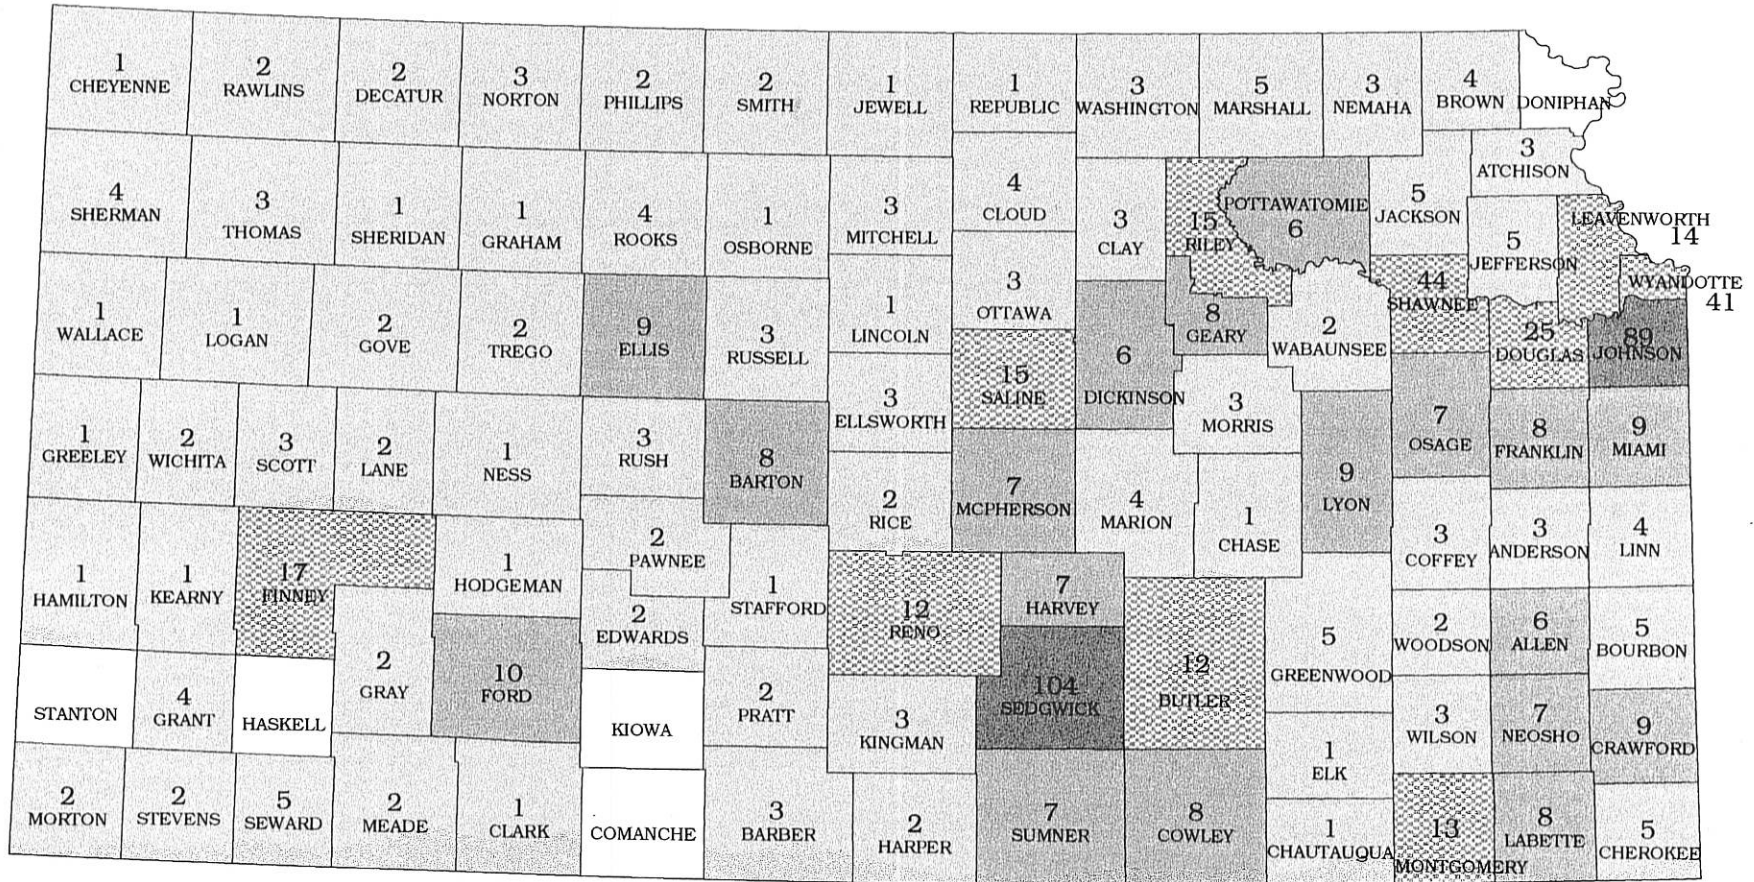 1
CHEYENNE
2
RAWLINS
2
DECATUR
3
NORTON
2
PHILLIPS
2
SMITH
1
JEWELL
1
REPUBLIC
3
WASHINGTON
5
MARSHALL
3
NEMAHA
4
BROWN
DONIPHAN
4
SHERMAN
3
THOMAS
1
SHERIDAN
1
GRAHAM
4
ROOKS
1
OSBORNE
3
MITCHELL
4
CLOUD
3
CLAY
15
RILEY
POTTAWATOMIE
6
5
JACKSON
3
ATCHISON
5
JEFFERSON
LEAVENWORTH
14
WYANDOTTE
41
1
WALLACE
1
LOGAN
2
GOVE
2
TREGO
9
ELLIS
3
RUSSELL
1
LINCOLN
3
OTTAWA
15
SALINE
6
DICKINSON
8
GEARY
2
WABAUNSEE
44
SHAWNEE
25
DOUGLAS
89
JOHNSON
1
GREELEY
2
WICHITA
3
SCOTT
2
LANE
1
NESS
3
RUSH
8
BARTON
3
ELLSWORTH
2
RICE
7
MCPHERSON
4
MARION
3
MORRIS
1
CHASE
9
LYON
7
OSAGE
8
FRANKLIN
9
MIAMI
3
COFFEY
3
ANDERSON
4
LINN
1
HAMILTON
1
KEARNY
17
FINNEY
1
HODGEMAN
2
PAWNEE
2
EDWARDS
1
STAFFORD
12
RENO
7
HARVEY
12
BUTLER
5
GREENWOOD
2
WOODSON
6
ALLEN
5
BOURBON
STANTON
4
GRANT
HASKELL
2
GRAY
10
FORD
KIOWA
2
PRATT
3
KINGMAN
104
SEDGWICK
1
ELK
3
WILSON
7
NEOSHO
9
CRAWFORD
2
MORTON
2
STEVENS
5
SEWARD
2
MEADE
1
CLARK
COMANCHE
3
BARBER
2
HARPER
7
SUMNER
8
COWLEY
1
CHAUTAUQUA
13
MONTGOMERY
8
LABETTE
5
CHEROKEE